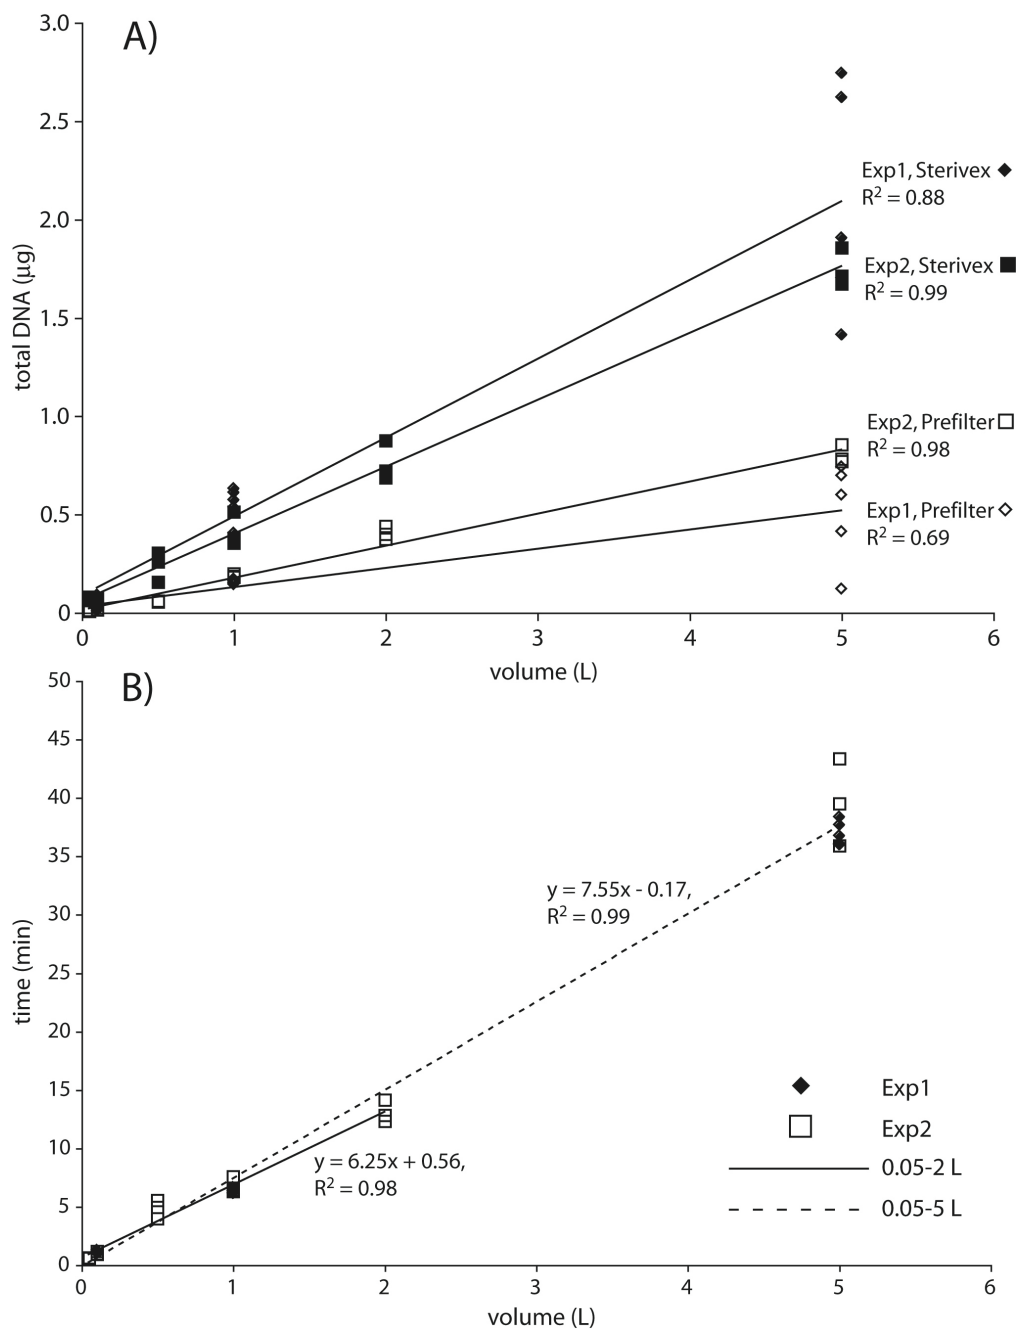 A)
3.0
2.5
2.0
1.5
1.0
0.5
0
total DNA (µg)
Exp1, Sterivex
R² = 0.88
Exp2, Sterivex
R² = 0.99
Exp2, Prefilter
R² = 0.98
Exp1, Prefilter
R² = 0.69
0 1 2 3 4 5 6
volume (L)
B)
50
45
40
35
30
25
20
15
10
5
0
time (min)
y = 7.55x - 0.17,
R² = 0.99
y = 6.25x + 0.56,
R² = 0.98
Exp1
Exp2
0.05-2 L
0.05-5 L
0 1 2 3 4 5 6
volume (L)